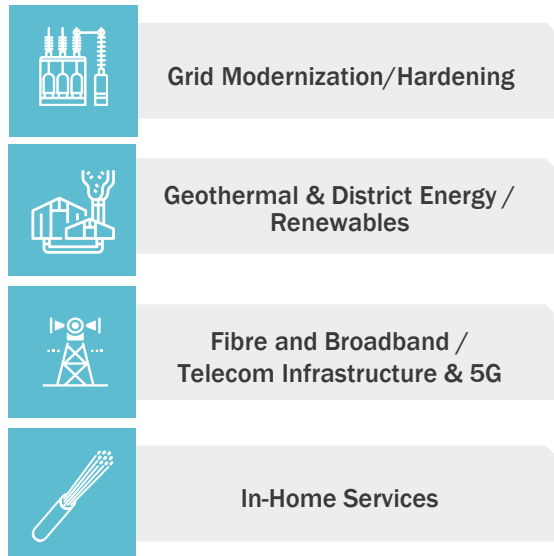 Grid Modernization/Hardening
Geothermal & District Energy /
Renewables
Fibre and Broadband /
Telecom Infrastructure & 5G
In-Home Services